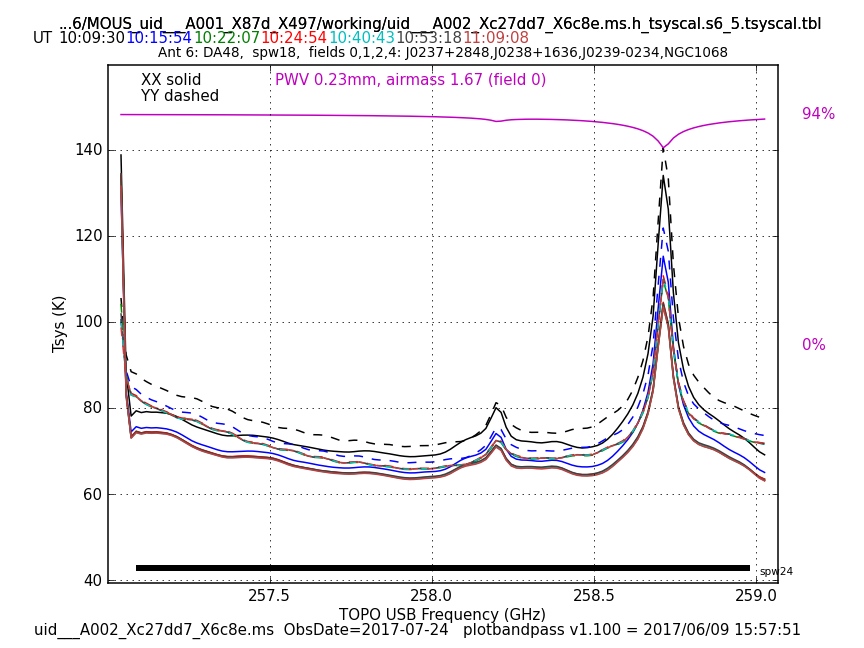 ...6/MOUS_uid___A001_X87d_X497/working/uid___A002_Xc27dd7_X6c8e.ms.h_tsyscal.s6_5.tsyscal.tbl
UT 10:09:30 10:15:54 10:22:07 10:24:54 10:40:43 10:53:18 11:09:08
Ant 6: DA48, spw18, fields 0,1,2,4: J0237+2848,J0238+1636,J0239-0234,NGC1068
XX solid
PWV 0.23mm, airmass 1.67 (field 0)
YY dashed
94%
140
120
100
80
60
40
Tsys (K)
0%
spw24
257.5
258.0
258.5
259.0
TOPO USB Frequency (GHz)
uid___A002_Xc27dd7_X6c8e.ms ObsDate=2017-07-24 plotbandpass v1.100 = 2017/06/09 15:57:51